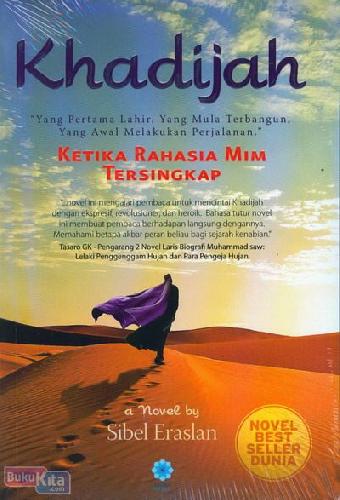 Khadijah
"Yang Pertama Lahir, Yang Mula Terbangun,
Yang Awal Melakukan Perjalanan."
KETIKA RAHASIA MIM
TERSINGKAP
"Novel ini mengajari pembaca untuk mencintai Khadijah
dengan ekspresif, revolusioner, dan heroik. Bahasa tutur novel
ini membuat pembaca berhadapan langsung dengannya.
Memahami betapa akbar peran beliau bagi sejarah kenabian."
Tasaro GK - Pengarang 2 Novel Laris Biografi Muhammad saw:
Lelaki Penggenggam Hujan dan Para Pengeja Hujan.
a Novel by
Sibel Eraslan
NOVEL
BEST
SELLER
DUNIA
BukuKita
.com